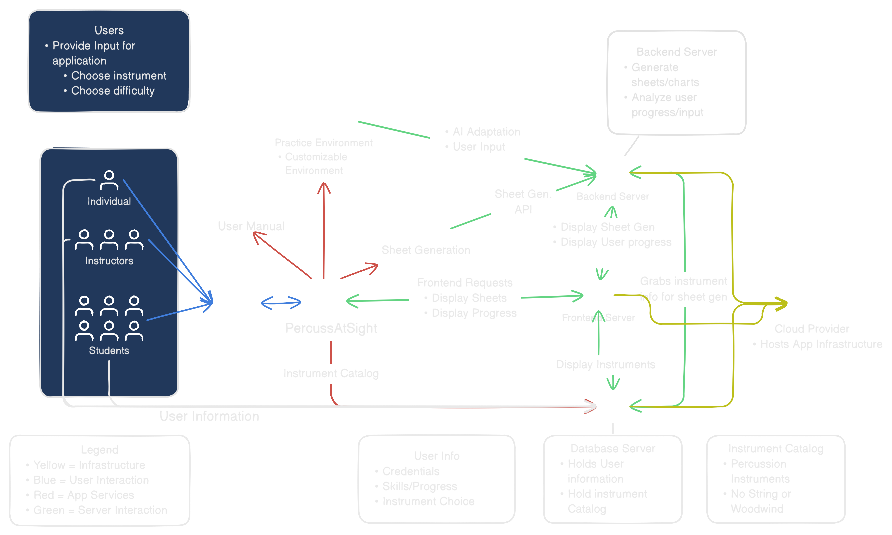 Users
• Provide Input for
application
• Choose instrument
• Choose difficulty
Backend Server
• Generate
sheets/charts
• Analyze user
progress/input
Practice Environment
• Customizable
Environment
• AI Adaptation
• User Input
Individual
Instructors
Students
User Manual
Sheet Gen
API
Backend Server
• Display Sheet Gen
• Display User progress
Sheet Generation
Frontend Requests
• Display Sheets
• Display Progress
Grabs instrument
info for sheet gen
PercussAtSight
Frontend Server
Cloud Provider
• Hosts App Infrastructure
Instrument Catalog
Display Instruments
User Information
Legend
• Yellow = Infrastructure
• Blue = User Interaction
• Red = App Services
• Green = Server Interaction
User Info
• Credentials
• Skills/Progress
• Instrument Choice
Database Server
• Holds User
information
• Hold instrument
Catalog
Instrument Catalog
• Percussion
Instruments
• No String or
Woodwind